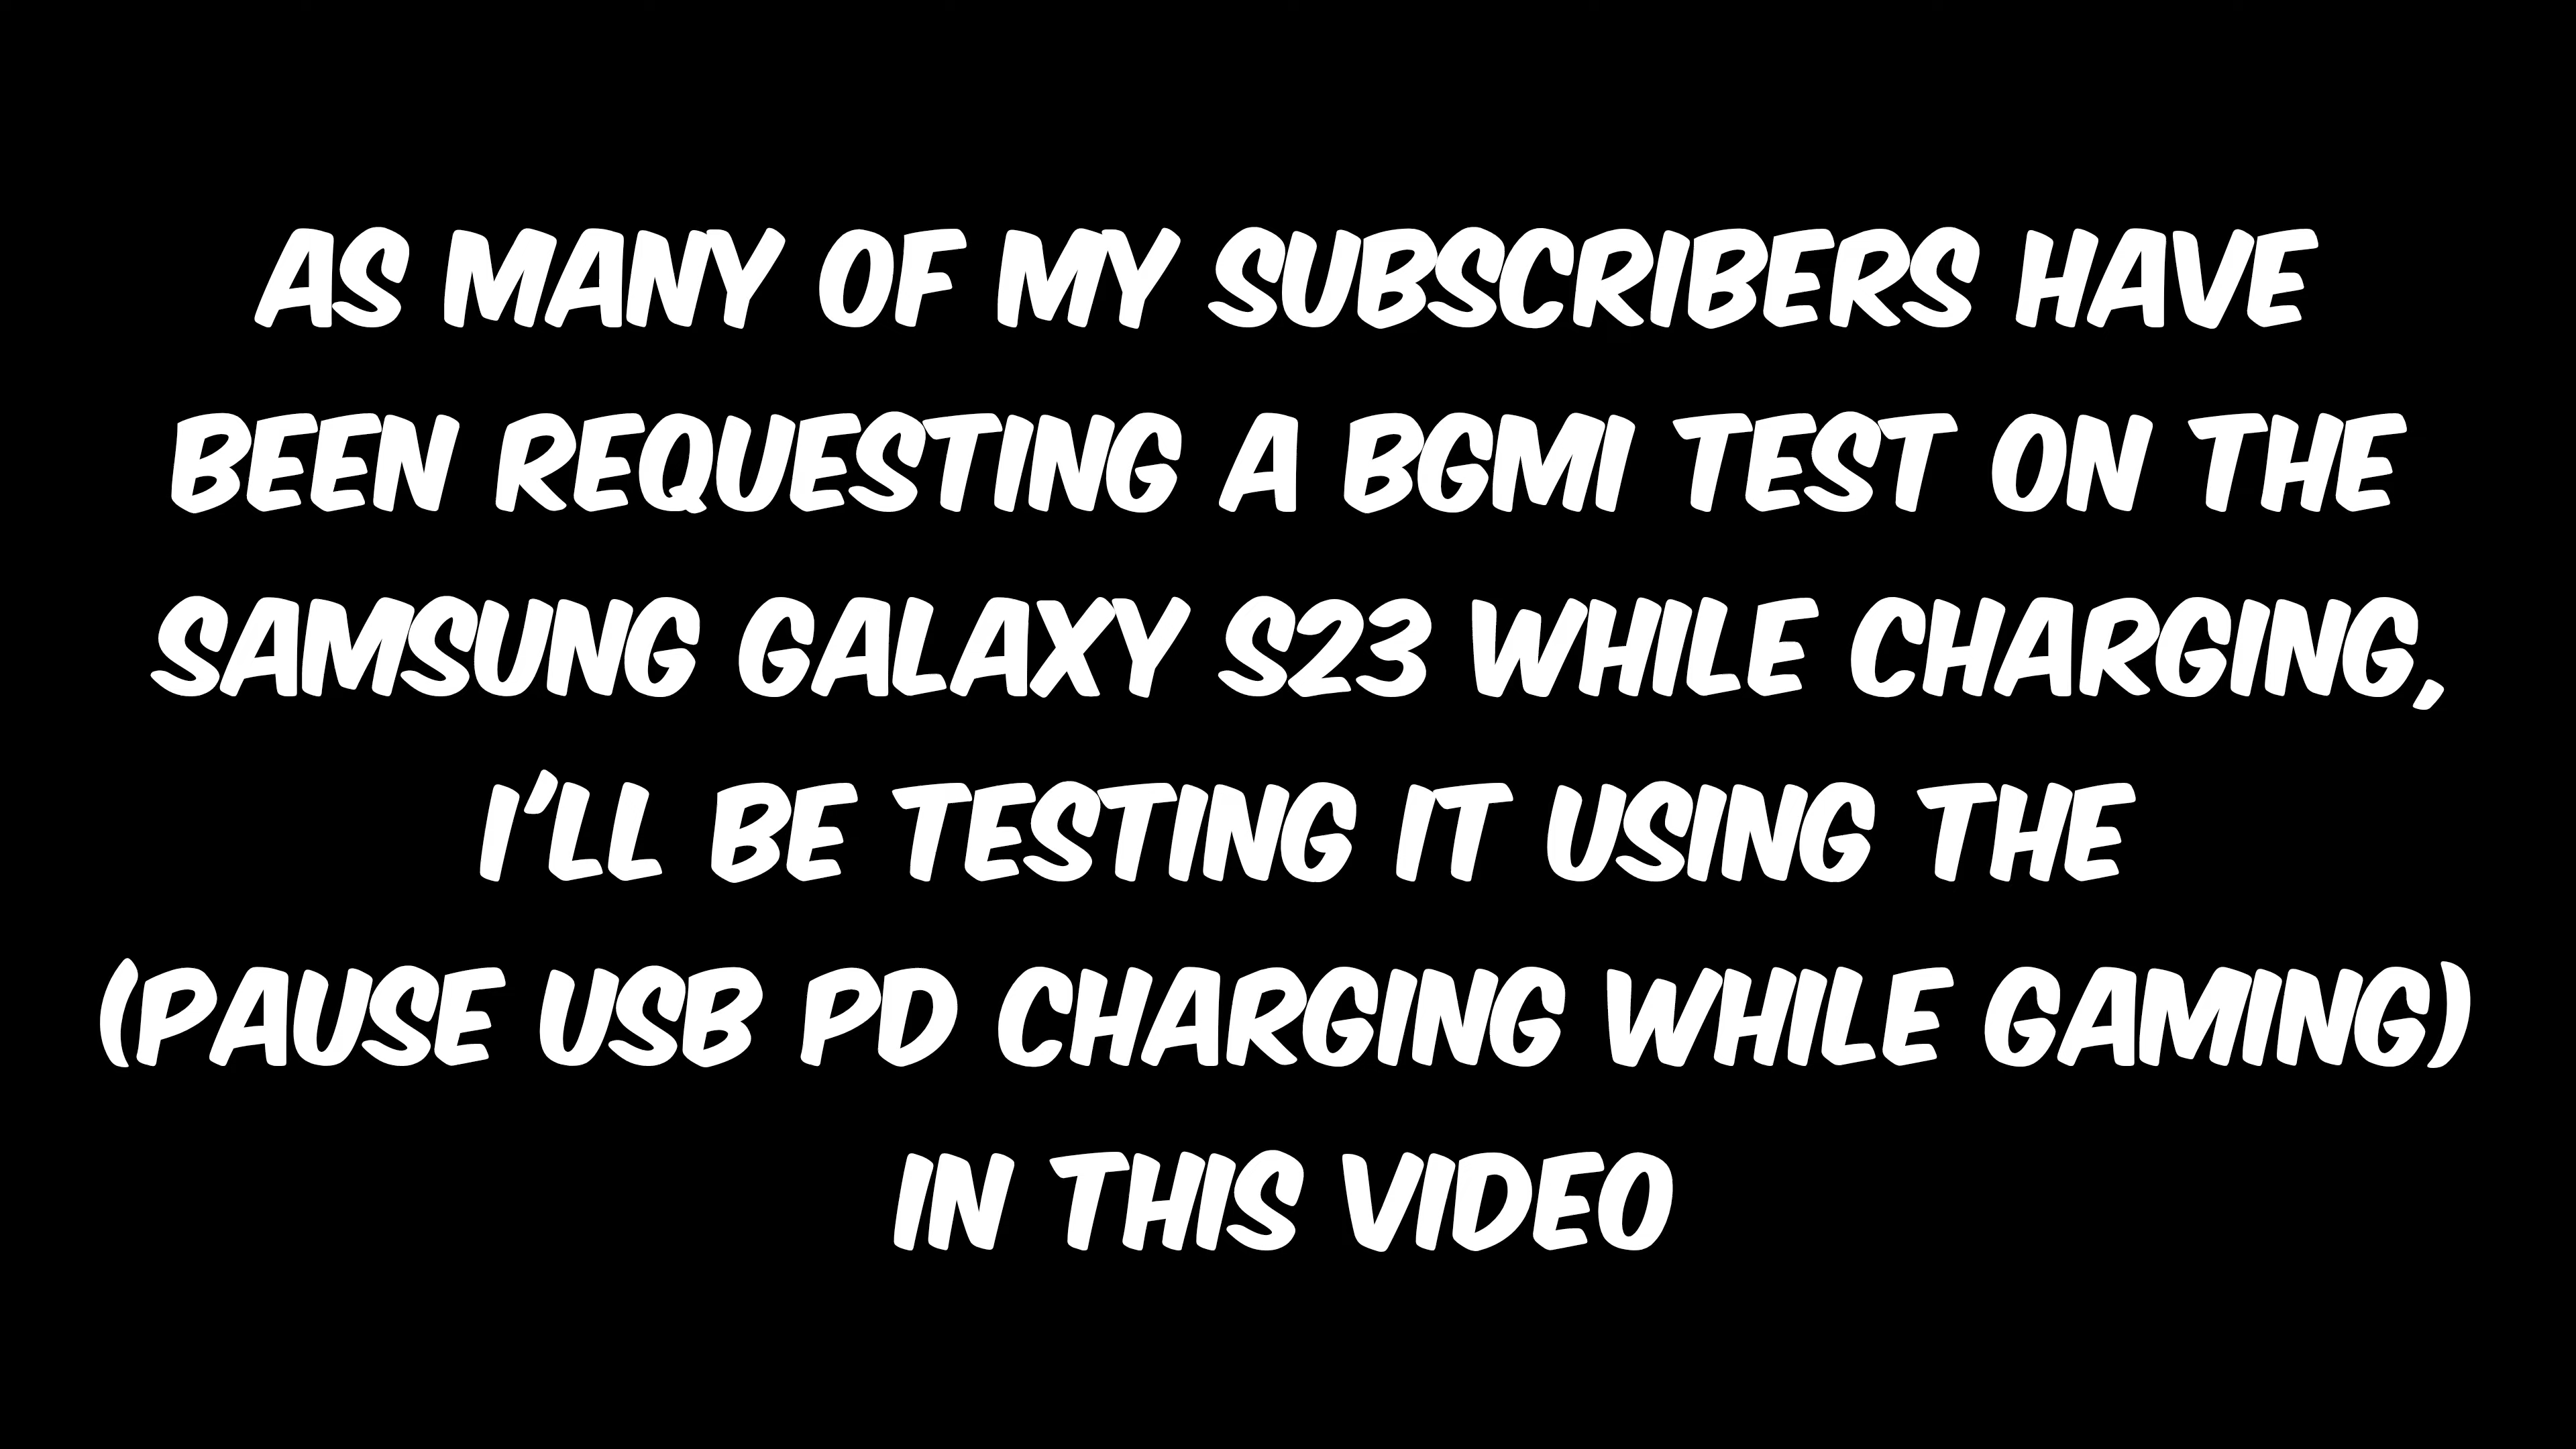 AS MANY OF MY SUBSCRIBERS HAVE
BEEN REQUESTING A BGMI TEST ON THE
SAMSUNG GALAXY S23 WHILE CHARGING,
I'LL BE TESTING IT USING THE
(PAUSE USB PD CHARGING WHILE GAMING)
IN THIS VIDEO